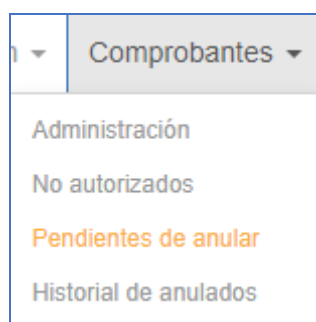 Comprobantes
Administración
No autorizados
Pendientes de anular
Historial de anulados